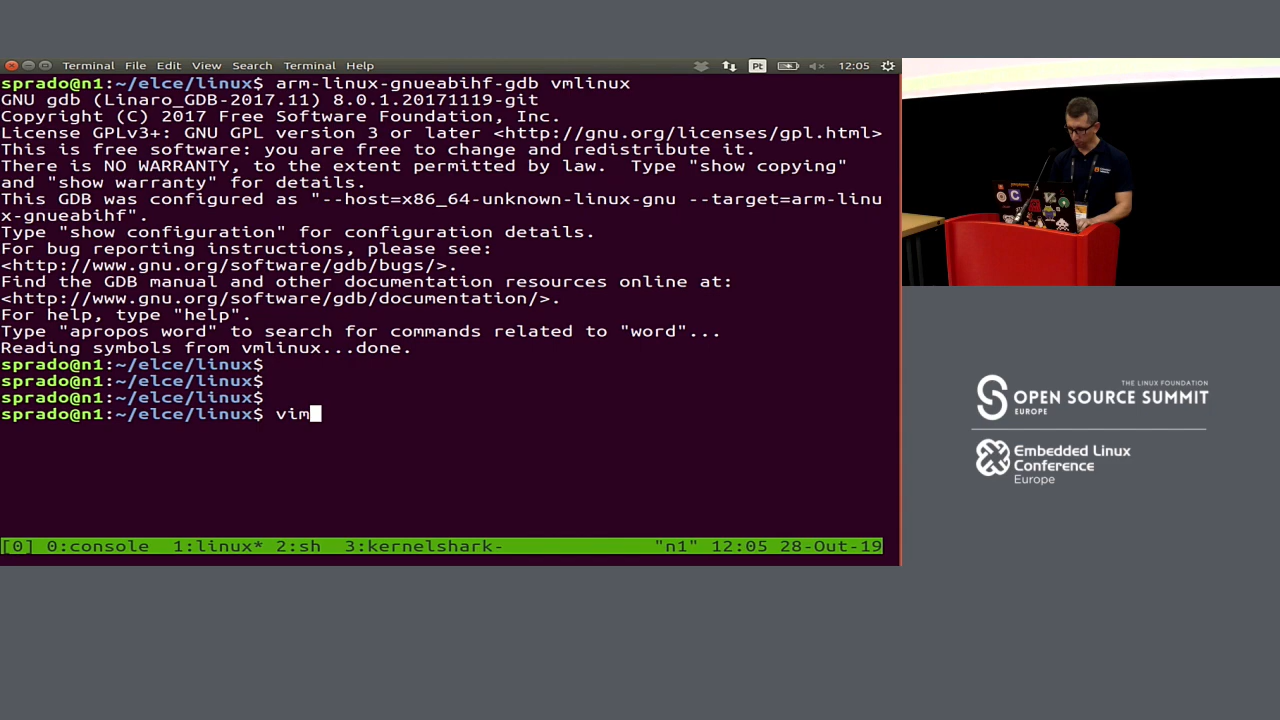 Terminal File Edit View Search Terminal Help Pt 12:05
sprado@n1:~/elce/linux$ arm-linux-gnueabihf-gdb vmlinux
GNU gdb (Linaro_GDB-2017.11) 8.0.1.20171119-git
Copyright (C) 2017 Free Software Foundation, Inc.
License GPLv3+: GNU GPL version 3 or later <http://gnu.org/licenses/gpl.html>
This is free software: you are free to change and redistribute it.
There is NO WARRANTY, to the extent permitted by law.  Type "show copying"
and "show warranty" for details.
This GDB was configured as "--host=x86_64-unknown-linux-gnu --target=arm-linu
x-gnueabihf".
Type "show configuration" for configuration details.
For bug reporting instructions, please see:
<http://www.gnu.org/software/gdb/bugs/>.
Find the GDB manual and other documentation resources online at:
<http://www.gnu.org/software/gdb/documentation/>.
For help, type "help".
Type "apropos word" to search for commands related to "word"...
Reading symbols from vmlinux...done.
sprado@n1:~/elce/linux$
sprado@n1:~/elce/linux$
sprado@n1:~/elce/linux$
sprado@n1:~/elce/linux$ vim
[0] 0:console  1:linux* 2:sh  3:kernelshark- "n1" 12:05 28-Oct-19
THE LINUX FOUNDATION
OPEN SOURCE SUMMIT
EUROPE
Embedded Linux
Conference
Europe